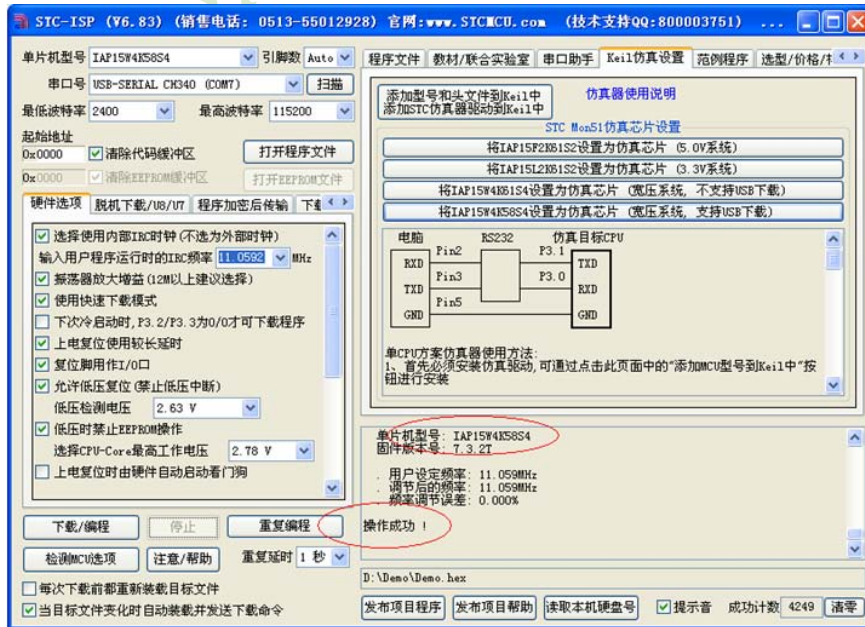 STC-ISP (V6.83) (销售电话: 0513-55012928) 官网:www.STCMCU.com (技术支持QQ:800003751) ...
单片机型号 IAP15W4K58S4 引脚数 Auto
串口号 USB-SERIAL CH340 (COM7) 扫描
最低波特率 2400 最高波特率 115200
起始地址
0x0000 清除代码缓冲区 打开程序文件
0x0000 清除EEPROM缓冲区 打开EEPROM文件
硬件选项 脱机下载/U8/U7 程序加密后传输
选择使用内部IRC时钟(不选为外部时钟)
输入用户程序运行时的IRC频率 11.0592 MHz
振荡器放大增益(12M以上建议选择)
使用快速下载模式
下次冷启动时,P3.2/P3.3为0/0才可下载程序
上电复位使用较长延时
复位脚用作I/O口
允许低压复位(禁止低压中断)
低压检测电压 2.63 V
低压时禁止EEPROM操作
选择CPU-Core最高工作电压 2.78 V
上电复位时由硬件自动启动看门狗
下载/编程 停止 重复编程
检测MCU选项 注意/帮助 重复延时 1 秒
每次下载前都重新装载目标文件
当目标文件变化时自动装载并发送下载命令
程序文件 教材/联合实验室 串口助手 Keil仿真设置 范例程序 选型/价格/
添加型号和头文件到Keil中
添加STC仿真器驱动到Keil中
仿真器使用说明
STC Mon51仿真芯片设置
将IAP15F2K61S2设置为仿真芯片 (5.0V系统)
将IAP15L2K61S2设置为仿真芯片 (3.3V系统)
将IAP15W4K61S4设置为仿真芯片 (宽压系统, 不支持USB下载)
将IAP15W4K58S4设置为仿真芯片 (宽压系统, 支持USB下载)
电脑 RS232 仿真目标CPU
Pin2 P3.1
RXD TXD
Pin3 P3.0
TXD RXD
Pin5
GND GND
单CPU方案仿真器使用方法:
1、首先必须安装仿真驱动,可通过点击此页面中的"添加MCU型号到Keil中"按
钮进行安装
单片机型号: IAP15W4K58S4
固件版本号: 7.3.2T
. 用户设定频率: 11.059MHz
. 调节后的频率: 11.059MHz
. 频率调节误差: 0.000%
操作成功 !
D:\Demo\Demo.hex
发布项目程序 发布项目帮助 读取本机硬盘号 提示音 成功计数 4249 清零